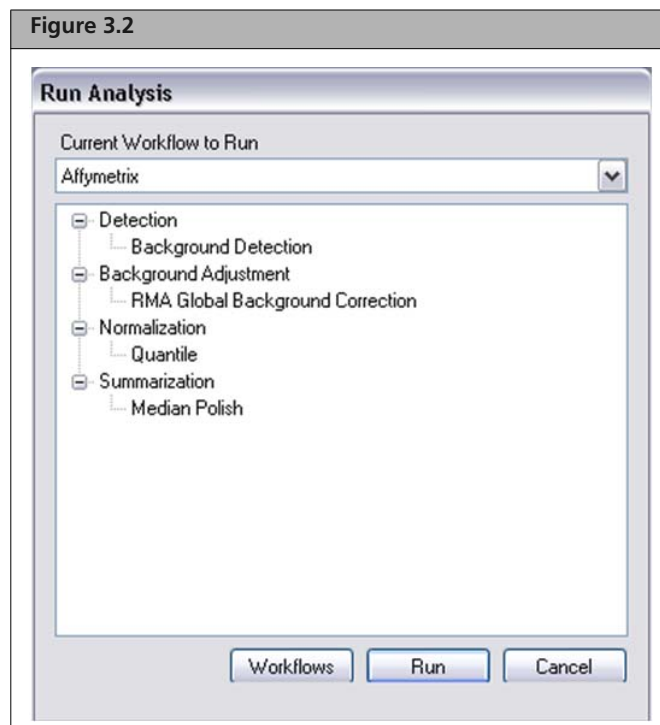 Figure 3.2
Run Analysis
Current Workflow to Run
Affymetrix
Detection
Background Detection
Background Adjustment
RMA Global Background Correction
Normalization
Quantile
Summarization
Median Polish
Workflows Run Cancel